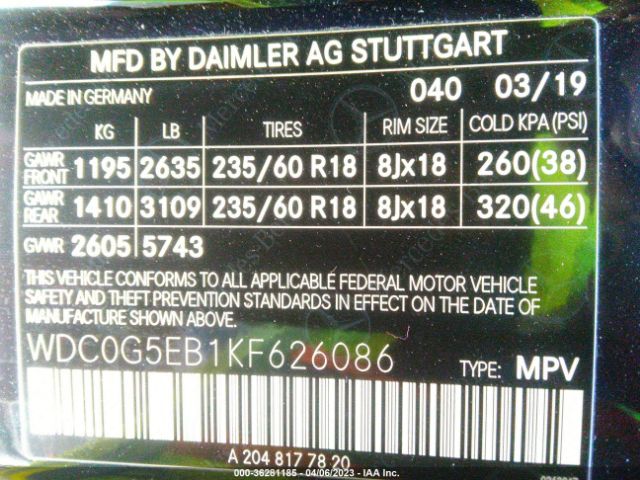 MFD BY DAIMLER AG STUTTGART
MADE IN GERMANY 040 03/19
KG LB TIRES RIM SIZE COLD KPA (PSI)
GAWR FRONT 1195 2635 235/60 R18 8Jx18 260(38)
GAWR REAR 1410 3109 235/60 R18 8Jx18 320(46)
GVWR 2605 5743
THIS VEHICLE CONFORMS TO ALL APPLICABLE FEDERAL MOTOR VEHICLE
SAFETY AND THEFT PREVENTION STANDARDS IN EFFECT ON THE DATE OF
MANUFACTURE SHOWN ABOVE.
WDC0G5EB1KF626086 TYPE: MPV
A 204 817 78 20
000-36281185 - 04/06/2023 - IAA Inc.